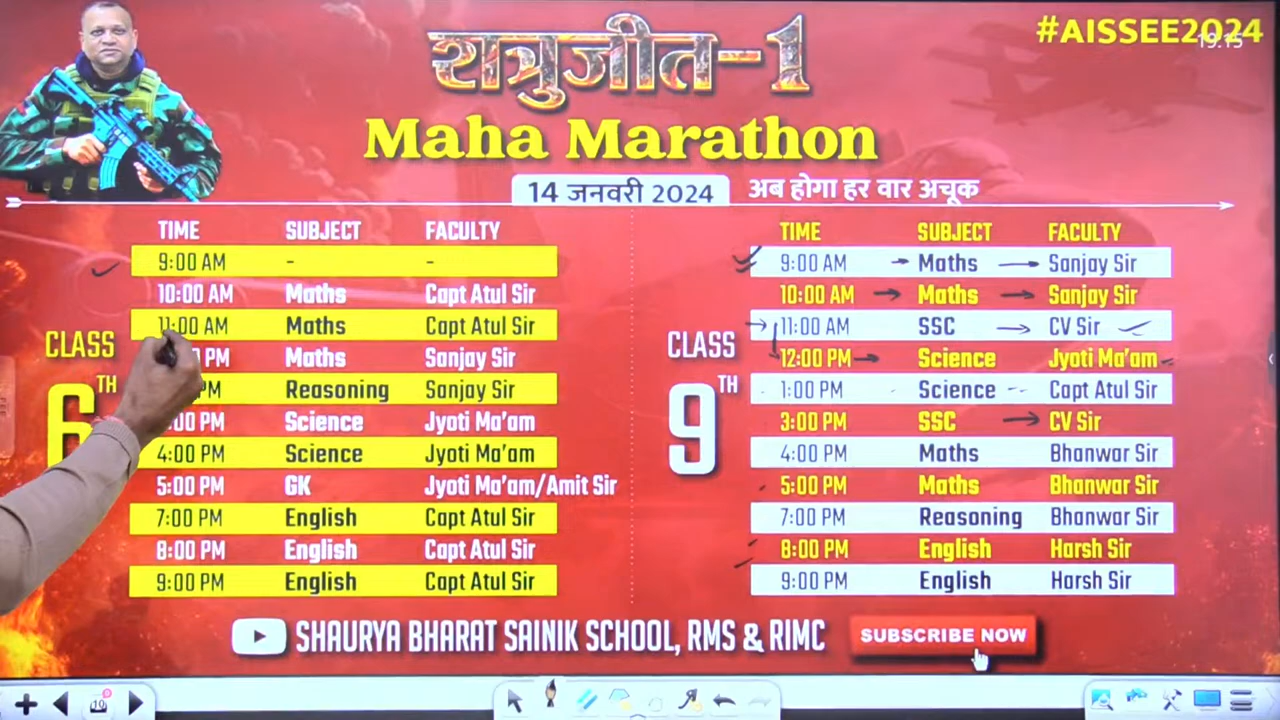 #AISSEE2024
19:15
शत्रुजीत-1
Maha Marathon
14 जनवरी 2024 अब होगा हर वार अचूक
CLASS 6TH
TIME SUBJECT FACULTY
9:00 AM - -
10:00 AM Maths Capt Atul Sir
11:00 AM Maths Capt Atul Sir
PM Maths Sanjay Sir
PM Reasoning Sanjay Sir
:00 PM Science Jyoti Ma'am
4:00 PM Science Jyoti Ma'am
5:00 PM GK Jyoti Ma'am/Amit Sir
7:00 PM English Capt Atul Sir
8:00 PM English Capt Atul Sir
9:00 PM English Capt Atul Sir
CLASS 9TH
TIME SUBJECT FACULTY
9:00 AM Maths Sanjay Sir
10:00 AM Maths Sanjay Sir
11:00 AM SSC CV Sir
12:00 PM Science Jyoti Ma'am
1:00 PM Science Capt Atul Sir
3:00 PM SSC CV Sir
4:00 PM Maths Bhanwar Sir
5:00 PM Maths Bhanwar Sir
7:00 PM Reasoning Bhanwar Sir
8:00 PM English Harsh Sir
9:00 PM English Harsh Sir
SHAURYA BHARAT SAINIK SCHOOL, RMS & RIMC SUBSCRIBE NOW
19